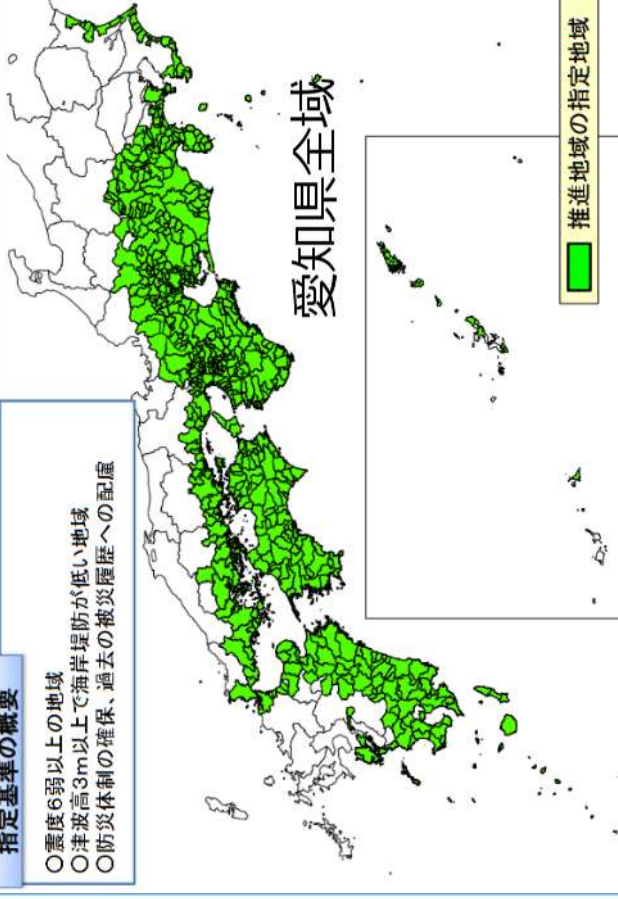 指定基準の概要
○震度6弱以上の地域
○津波高3m以上で海岸堤防が低い地域
○防災体制の確保、過去の被災履歴への配慮
愛知県全域
推進地域の指定地域